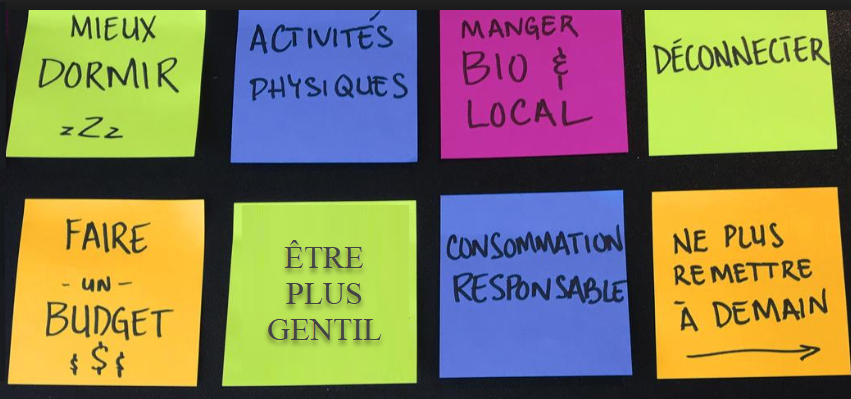 MIEUX
DORMIR
zZz
ACTIVITÉS
PHYSIQUES
MANGER
BIO &
LOCAL
DÉCONNECTER
FAIRE
- UN -
BUDGET
$ $ $
ÊTRE
PLUS
GENTIL
CONSOMMATION
RESPONSABLE
NE PLUS
REMETTRE
À DEMAIN